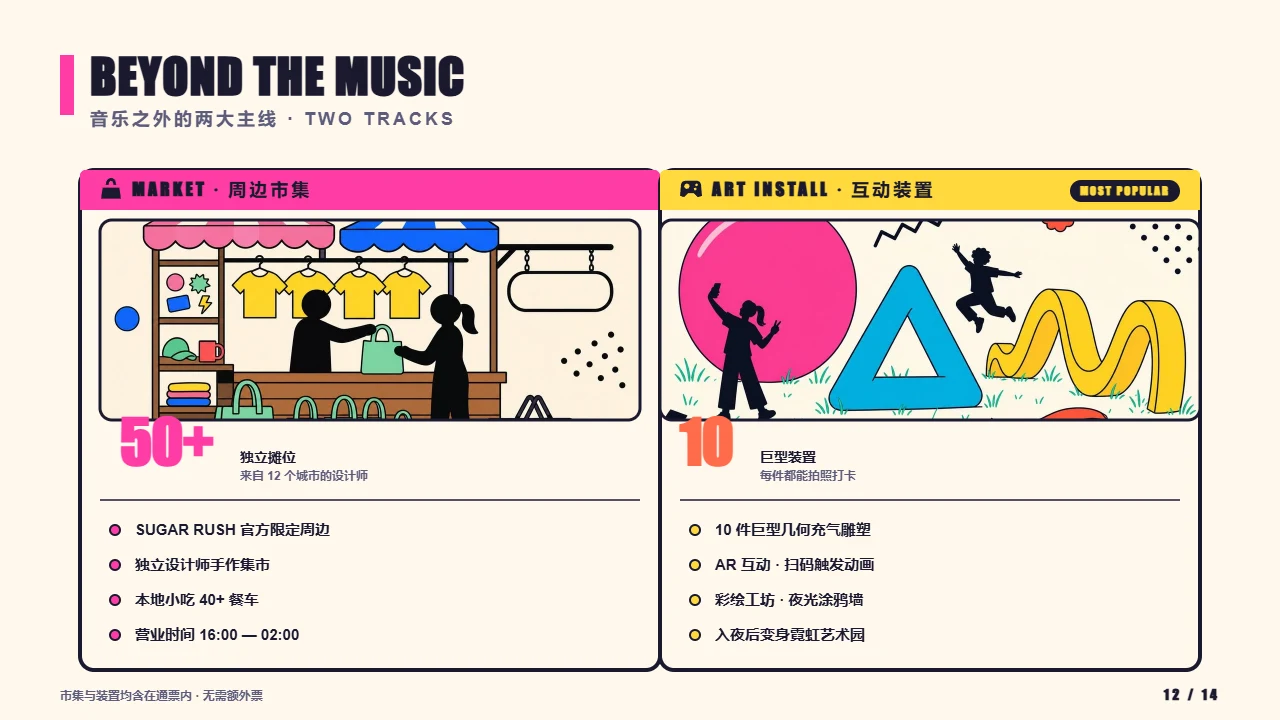 BEYOND THE MUSIC
音乐之外的两大主线 · TWO TRACKS
MARKET · 周边市集
50+
独立摊位
来自 12 个城市的设计师
SUGAR RUSH 官方限定周边
独立设计师手作集市
本地小吃 40+ 餐车
营业时间 16:00 — 02:00
ART INSTALL · 互动装置
MOST POPULAR
10
巨型装置
每件都能拍照打卡
10 件巨型几何充气雕塑
AR 互动 · 扫码触发动画
彩绘工坊 · 夜光涂鸦墙
入夜后变身霓虹艺术园
市集与装置均含在通票内 · 无需额外票
12 / 14